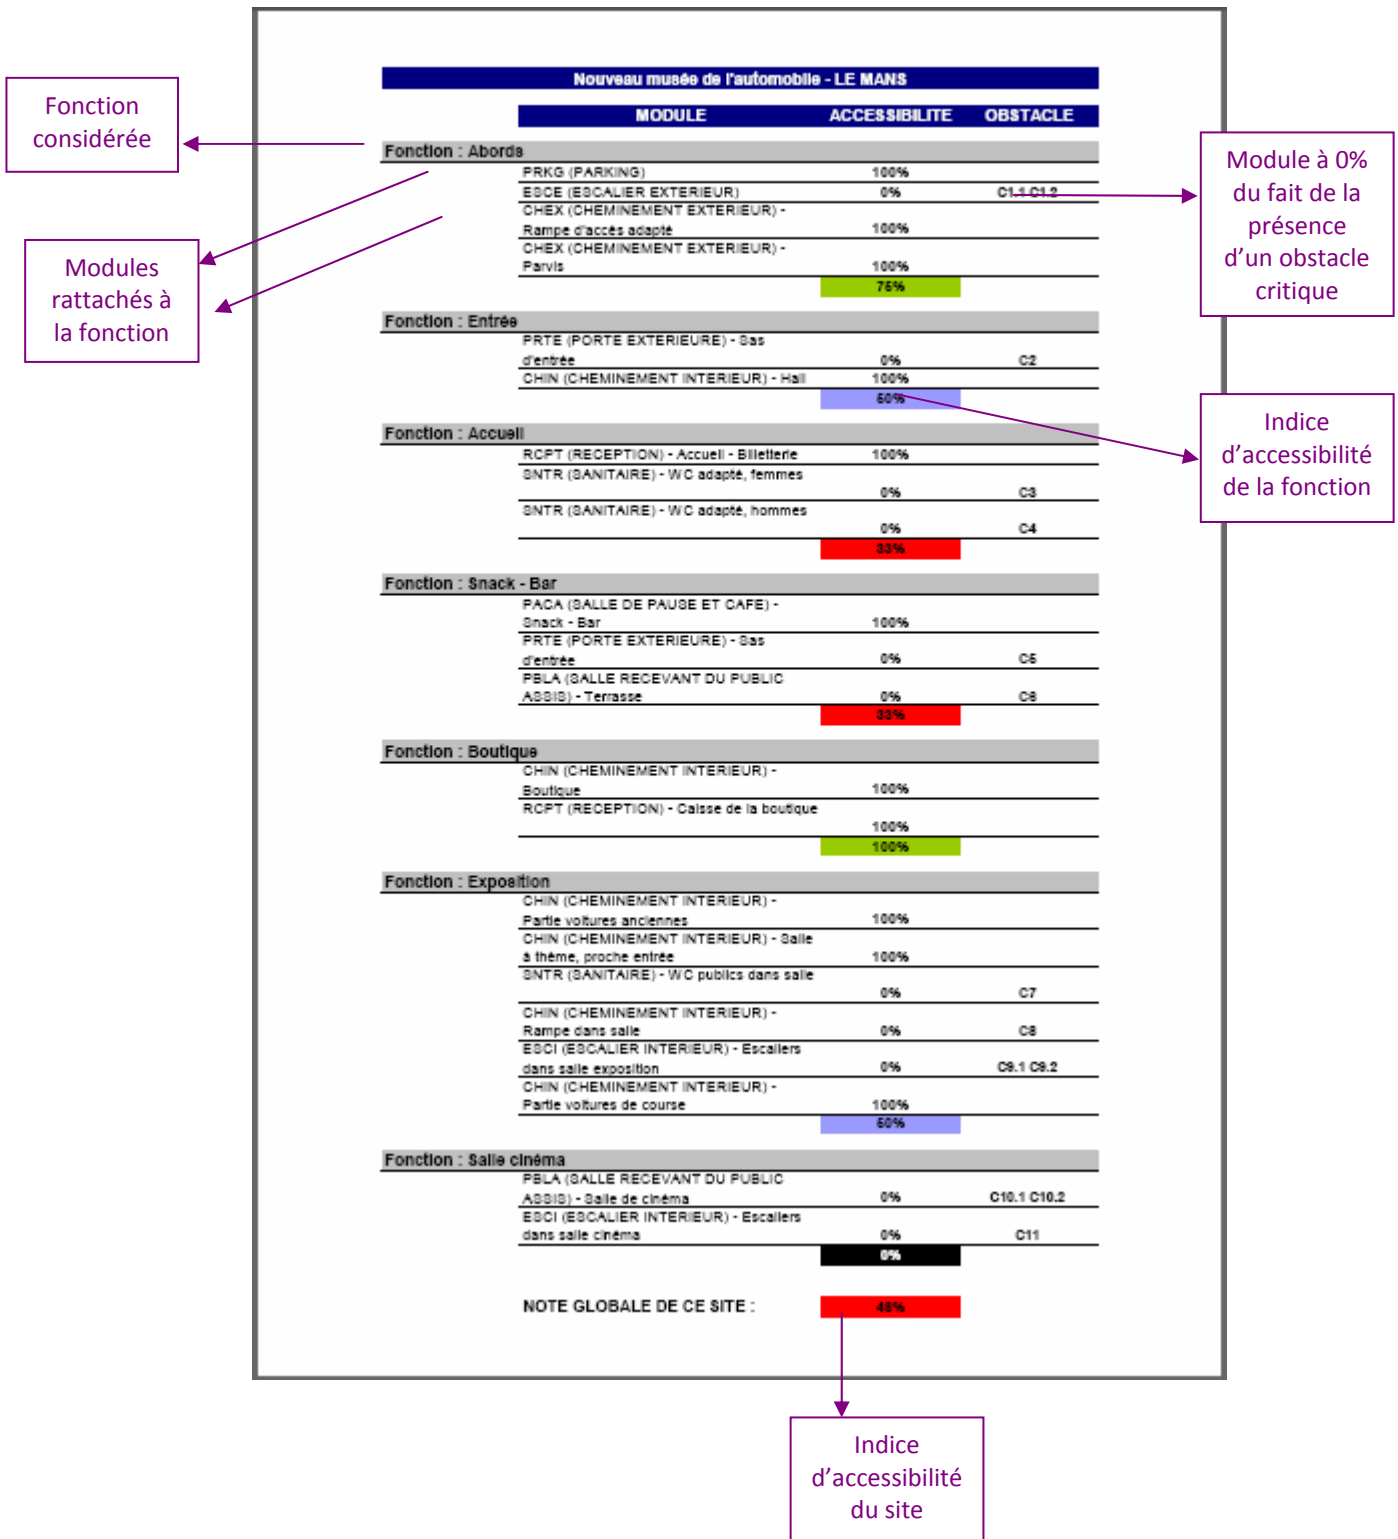 Nouveau musée de l'automobile - LE MANS
MODULE ACCESSIBILITE OBSTACLE
Fonction
considérée
Fonction : Abords
PRKG (PARKING) 100%
ESCE (ESCALIER EXTERIEUR) 0% C1.1 C1.2
CHEX (CHEMINEMENT EXTERIEUR) -
Rampe d'accès adapté 100%
CHEX (CHEMINEMENT EXTERIEUR) -
Parvis 100%
75%
Module à 0%
du fait de la
présence
d'un obstacle
critique
Modules
rattachés à
la fonction
Fonction : Entrée
PRTE (PORTE EXTERIEURE) - Sas
d'entrée 0% C2
CHIN (CHEMINEMENT INTERIEUR) - Hall 100%
50%
Indice
d'accessibilité
de la fonction
Fonction : Accueil
RCPT (RECEPTION) - Accueil - Billetterie 100%
SNTR (SANITAIRE) - WC adapté, femmes
0% C3
SNTR (SANITAIRE) - WC adapté, hommes
0% C4
33%
Fonction : Snack - Bar
PACA (SALLE DE PAUSE ET CAFE) -
Snack - Bar 100%
PRTE (PORTE EXTERIEURE) - Sas
d'entrée 0% C5
PBLA (SALLE RECEVANT DU PUBLIC
ASSIS) - Terrasse 0% C6
33%
Fonction : Boutique
CHIN (CHEMINEMENT INTERIEUR) -
Boutique 100%
RCPT (RECEPTION) - Caisse de la boutique
100%
100%
Fonction : Exposition
CHIN (CHEMINEMENT INTERIEUR) -
Partie voitures anciennes 100%
CHIN (CHEMINEMENT INTERIEUR) - Salle
à thème, proche entrée 100%
SNTR (SANITAIRE) - WC publics dans salle
0% C7
CHIN (CHEMINEMENT INTERIEUR) -
Rampe dans salle 0% C8
ESCI (ESCALIER INTERIEUR) - Escaliers
dans salle exposition 0% C9.1 C9.2
CHIN (CHEMINEMENT INTERIEUR) -
Partie voitures de course 100%
50%
Fonction : Salle cinéma
PBLA (SALLE RECEVANT DU PUBLIC
ASSIS) - Salle de cinéma 0% C10.1 C10.2
ESCI (ESCALIER INTERIEUR) - Escaliers
dans salle cinéma 0% C11
0%
NOTE GLOBALE DE CE SITE : 48%
Indice
d'accessibilité
du site